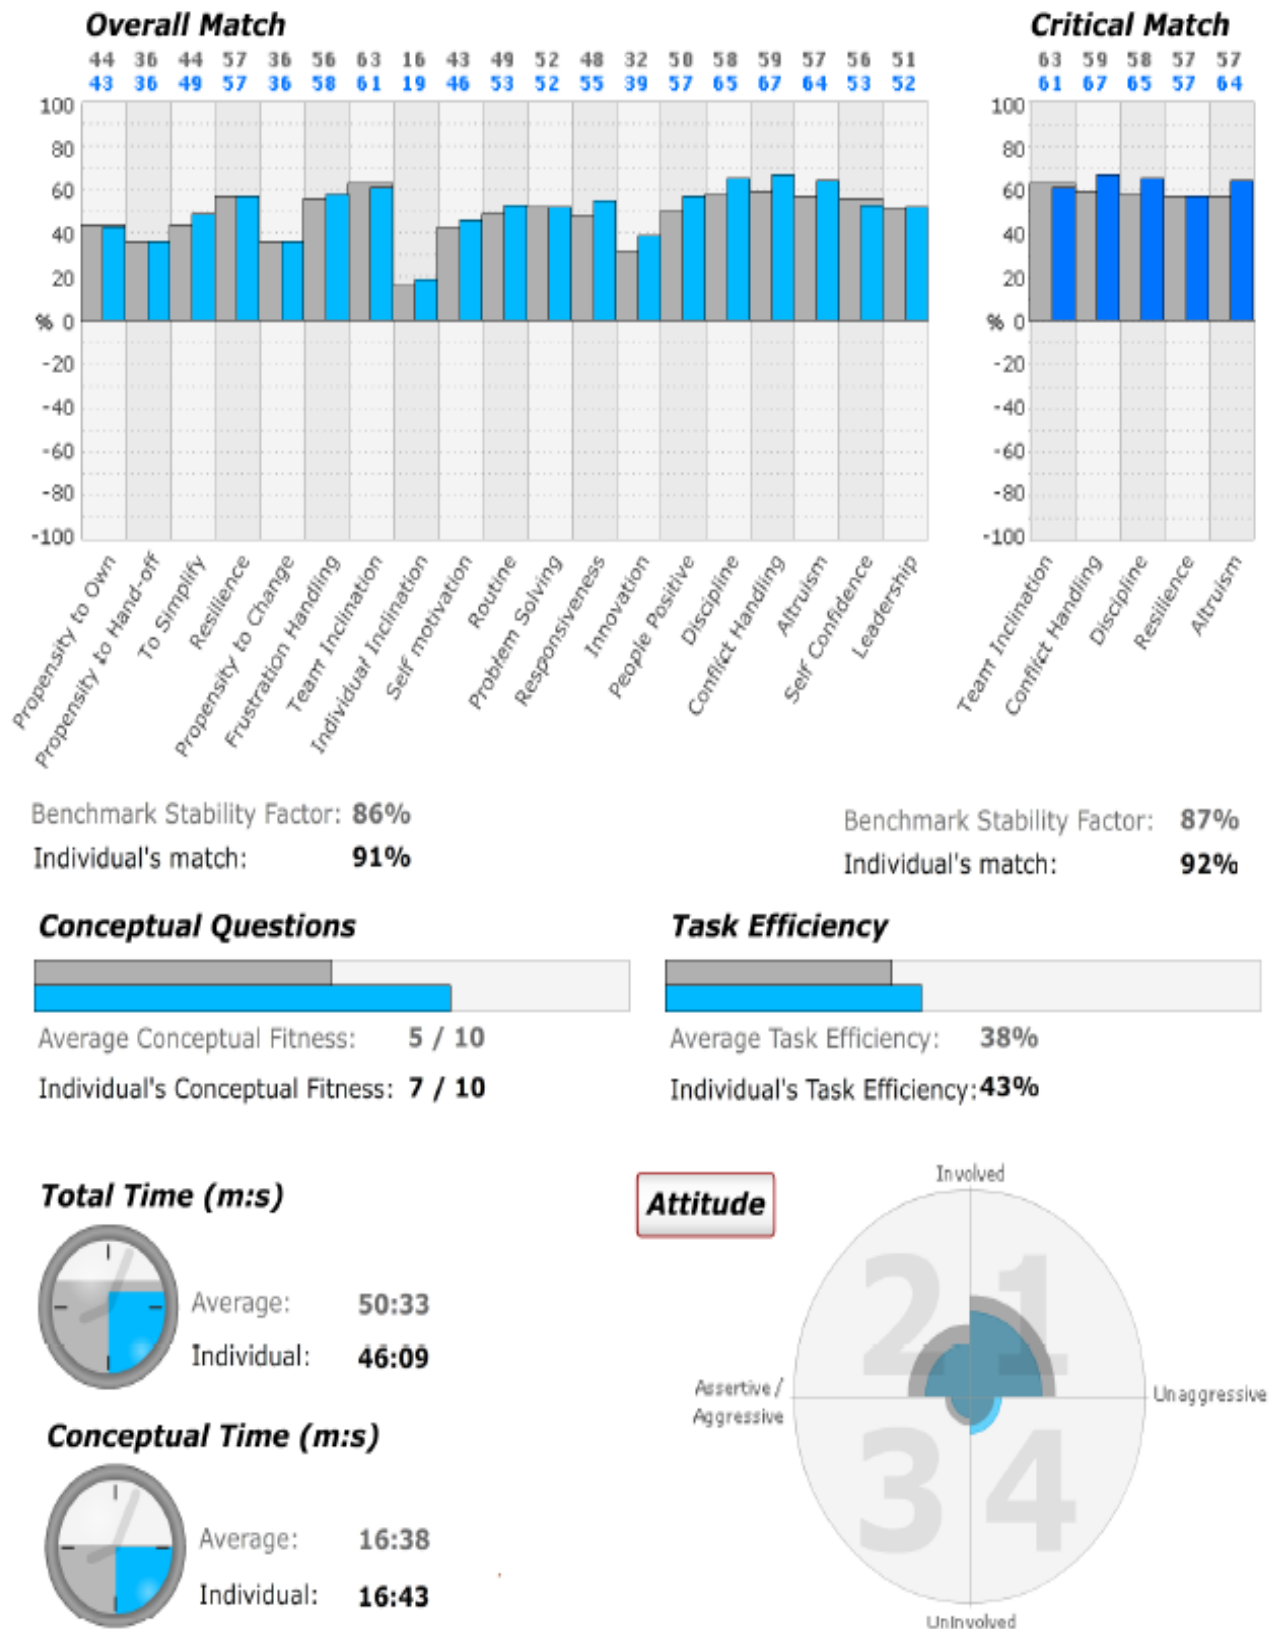 Overall Match
44 36 44 57 36 56 63 16 43 49 52 48 32 50 58 59 57 56 51
43 36 49 57 36 58 61 19 46 53 52 55 39 57 65 67 64 53 52
100
80
60
40
20
% 0
-20
-40
-60
-80
-100
Propensity to Own
Propensity to Hand-off
To Simplify
Resilience
Propensity to Change
Frustration Handling
Team Inclination
Individual Inclination
Self motivation
Routine
Problem Solving
Responsiveness
Innovation
People Positive
Discipline
Conflict Handling
Altruism
Self Confidence
Leadership
Benchmark Stability Factor: 86%
Individual's match: 91%
Critical Match
63 59 58 57 57
61 67 65 57 64
100
80
60
40
20
% 0
-20
-40
-60
-80
-100
Team Inclination
Conflict Handling
Discipline
Resilience
Altruism
Benchmark Stability Factor: 87%
Individual's match: 92%
Conceptual Questions
Average Conceptual Fitness: 5 / 10
Individual's Conceptual Fitness: 7 / 10
Task Efficiency
Average Task Efficiency: 38%
Individual's Task Efficiency: 43%
Total Time (m:s)
Average: 50:33
Individual: 46:09
Conceptual Time (m:s)
Average: 16:38
Individual: 16:43
Attitude
Involved
2 1
Assertive /
Aggressive
Unaggressive
3 4
UnInvolved